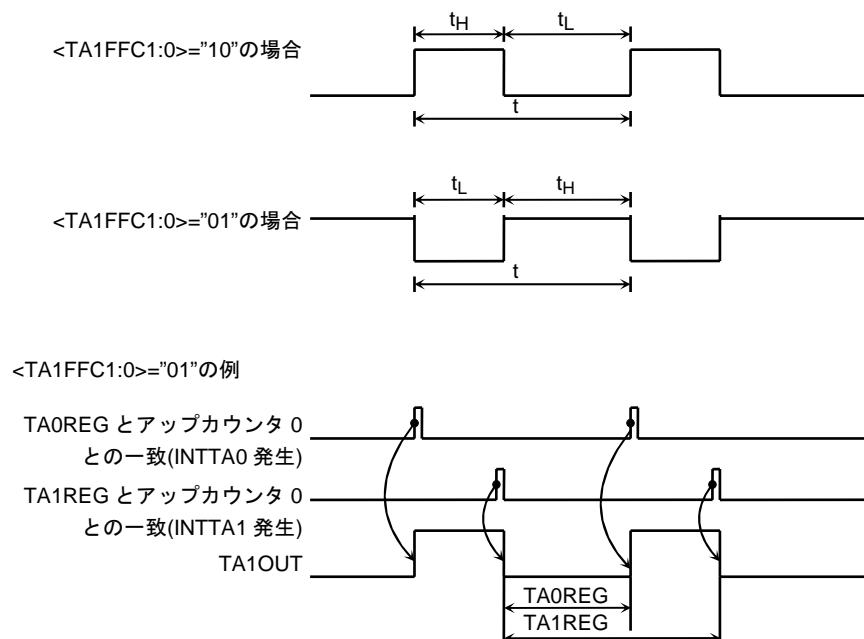 tH tL
<TA1FFC1:0>=”10”の場合
t
tL tH
<TA1FFC1:0>=”01”の場合
t
<TA1FFC1:0>=”01”の例
TA0REG とアップカウンタ 0
との一致(INTTA0 発生)
TA1REG とアップカウンタ 0
との一致(INTTA1 発生)
TA1OUT
TA0REG
TA1REG